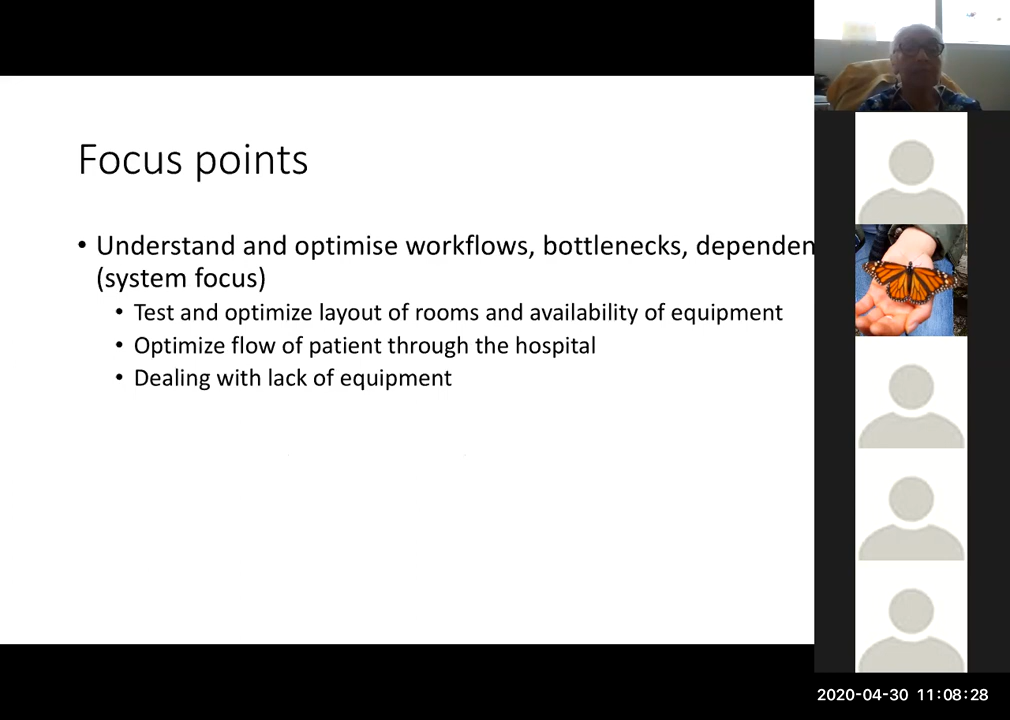 Focus points
• Understand and optimise workflows, bottlenecks, dependen
(system focus)
• Test and optimize layout of rooms and availability of equipment
• Optimize flow of patient through the hospital
• Dealing with lack of equipment
2020-04-30 11:08:28